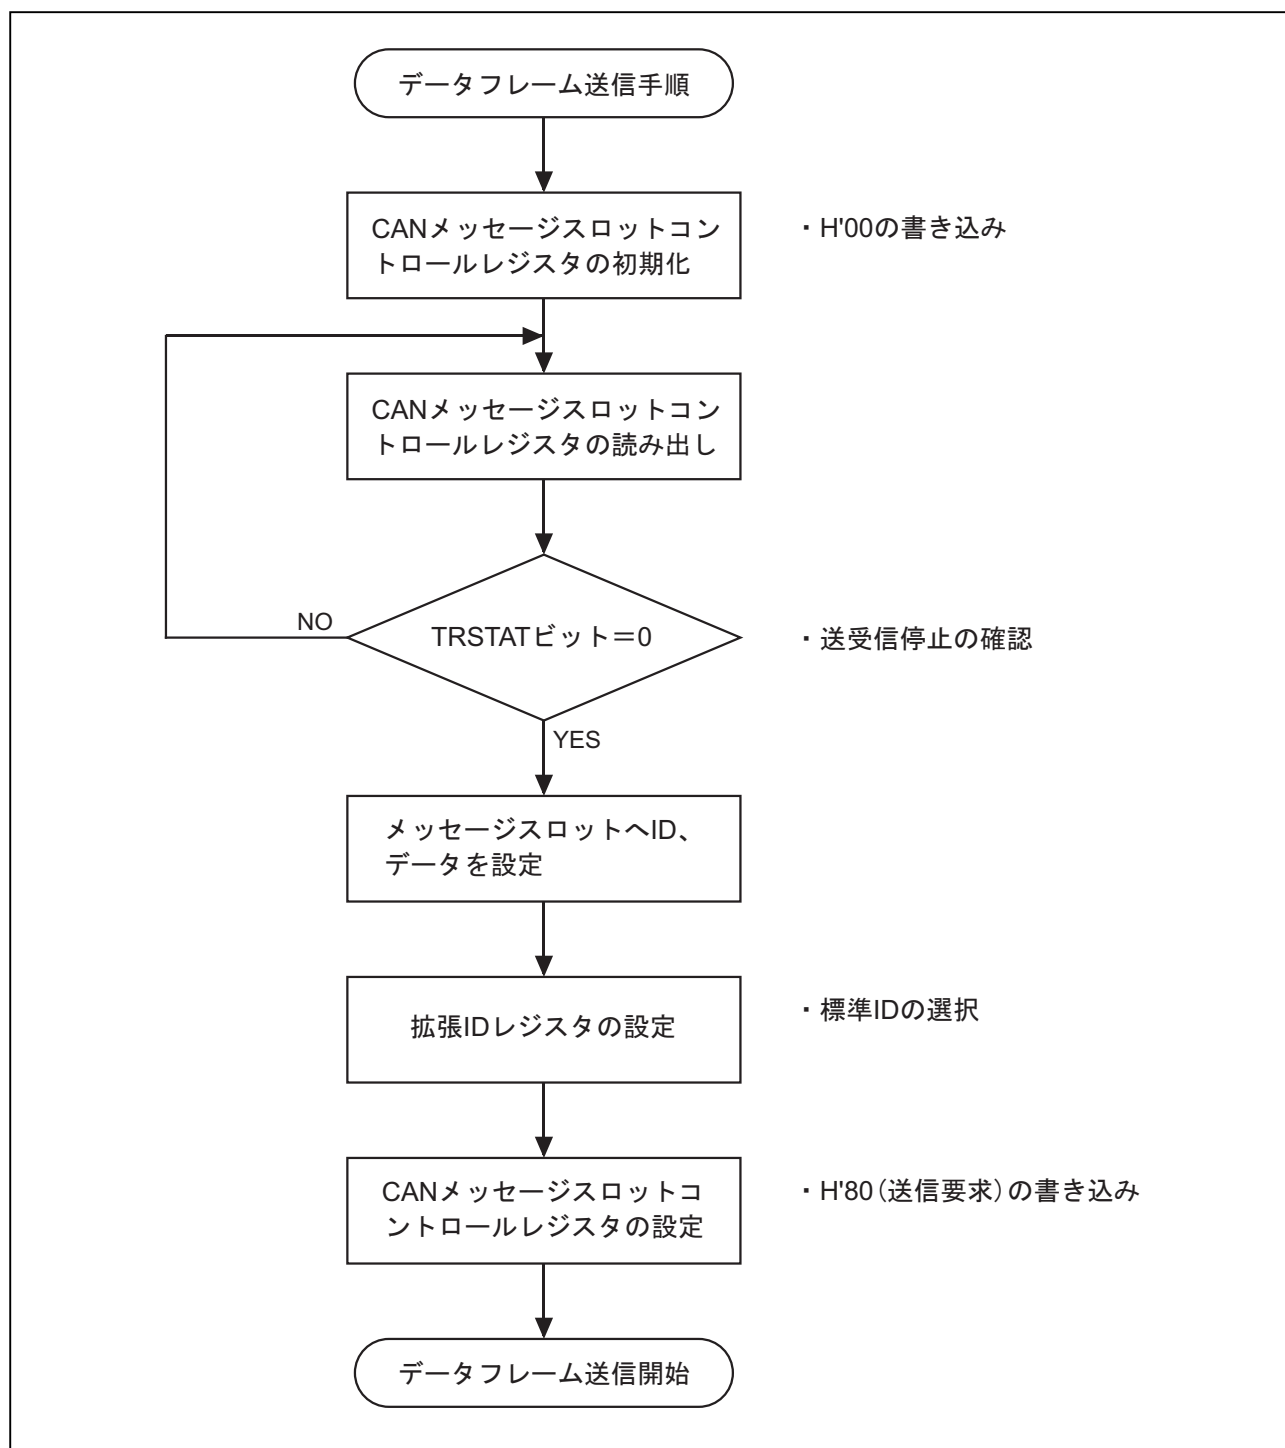 データフレーム送信手順
CANメッセージスロットコン
トロールレジスタの初期化
・H'00の書き込み
CANメッセージスロットコン
トロールレジスタの読み出し
NO
TRSTATビット＝0
・送受信停止の確認
YES
メッセージスロットへID、
データを設定
拡張IDレジスタの設定
・標準IDの選択
CANメッセージスロットコ
ントロールレジスタの設定
・H'80（送信要求）の書き込み
データフレーム送信開始